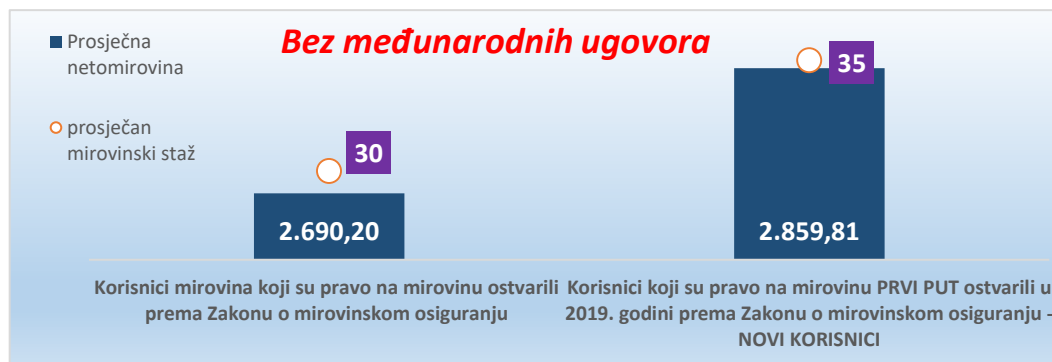 Bez međunarodnih ugovora
Prosječna
netomirovina
prosječan
mirovinski staž
30
35
2.690,20
2.859,81
Korisnici mirovina koji su pravo na mirovinu ostvarili
prema Zakonu o mirovinskom osiguranju
Korisnici koji su pravo na mirovinu PRVI PUT ostvarili u
2019. godini prema Zakonu o mirovinskom osiguranju -
NOVI KORISNICI